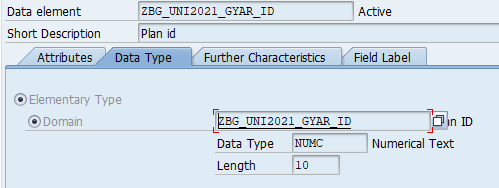 Data element ZBG_UNI2021_GYAR_ID Active
Short Description Plan id
Attributes Data Type Further Characteristics Field Label
Elementary Type
Domain ZBG_UNI2021_GYAR_ID ID
Data Type NUMC Numerical Text
Length 10